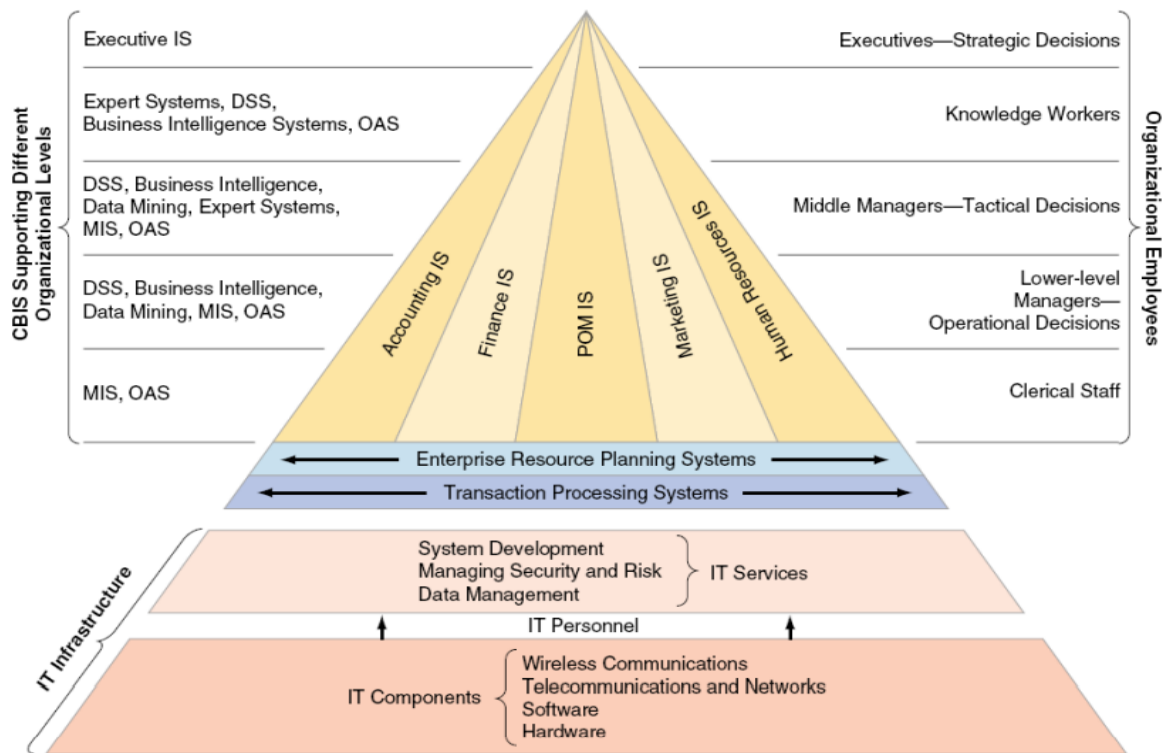 Executive IS
Executives—Strategic Decisions
Expert Systems, DSS,
Business Intelligence Systems, OAS
Knowledge Workers
DSS, Business Intelligence,
Data Mining, Expert Systems,
MIS, OAS
Middle Managers—Tactical Decisions
DSS, Business Intelligence,
Data Mining, MIS, OAS
Lower-level
Managers—
Operational Decisions
MIS, OAS
Clerical Staff
CBIS Supporting Different
Organizational Levels
Organizational Employees
Accounting IS
Finance IS
POM IS
Marketing IS
Human Resources IS
Enterprise Resource Planning Systems
Transaction Processing Systems
IT Infrastructure
System Development
Managing Security and Risk
Data Management
IT Services
IT Personnel
IT Components
Wireless Communications
Telecommunications and Networks
Software
Hardware